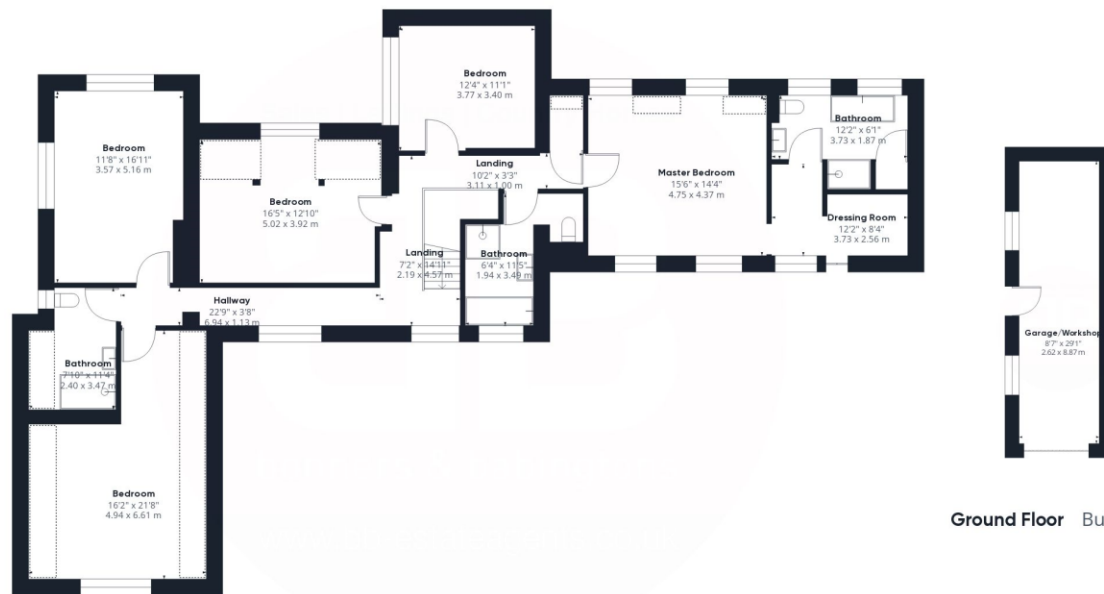 Bedroom
12'4" x 11'1"
3.77 x 3.40 m
Bedroom
11'8" x 16'11"
3.57 x 5.16 m
Bathroom
12'2" x 6'1"
3.73 x 1.87 m
Landing
10'2" x 3'3"
3.11 x 1.00 m
Master Bedroom
15'6" x 14'4"
4.75 x 4.37 m
Bedroom
16'5" x 12'10"
5.02 x 3.92 m
Dressing Room
12'2" x 8'4"
3.73 x 2.56 m
Landing
7'2" x 14'11"
2.19 x 4.57 m
Bathroom
6'4" x 11'5"
1.94 x 3.49 m
Hallway
22'9" x 3'8"
6.94 x 1.13 m
Garage/Workshop
8'7" x 29'1"
2.62 x 8.87 m
Bathroom
7'10" x 11'4"
2.40 x 3.47 m
Bedroom
16'2" x 21'8"
4.94 x 6.61 m
Ground Floor Bu